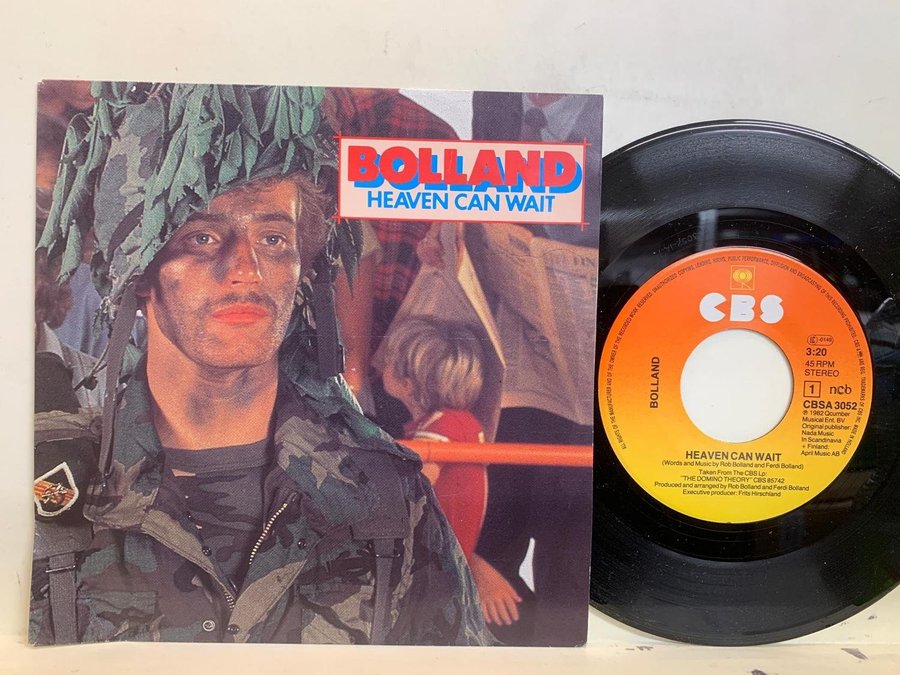 BOLLAND
HEAVEN CAN WAIT
CBS
-0149
3:20
45 RPM
STEREO
1 ncb
CBSA 3052
℗ 1982 Qcumber
Musical Ent. BV
Original publisher:
Nada Music
In Scandinavia
+ Finland:
April Music AB
BOLLAND
HEAVEN CAN WAIT
(Words and Music by Rob Bolland and Ferdi Bolland)
Taken From The CBS Lp:
"THE DOMINO THEORY" CBS 85742
Produced and arranged by Rob Bolland and Ferdi Bolland
Executive producer: Frits Hirschland